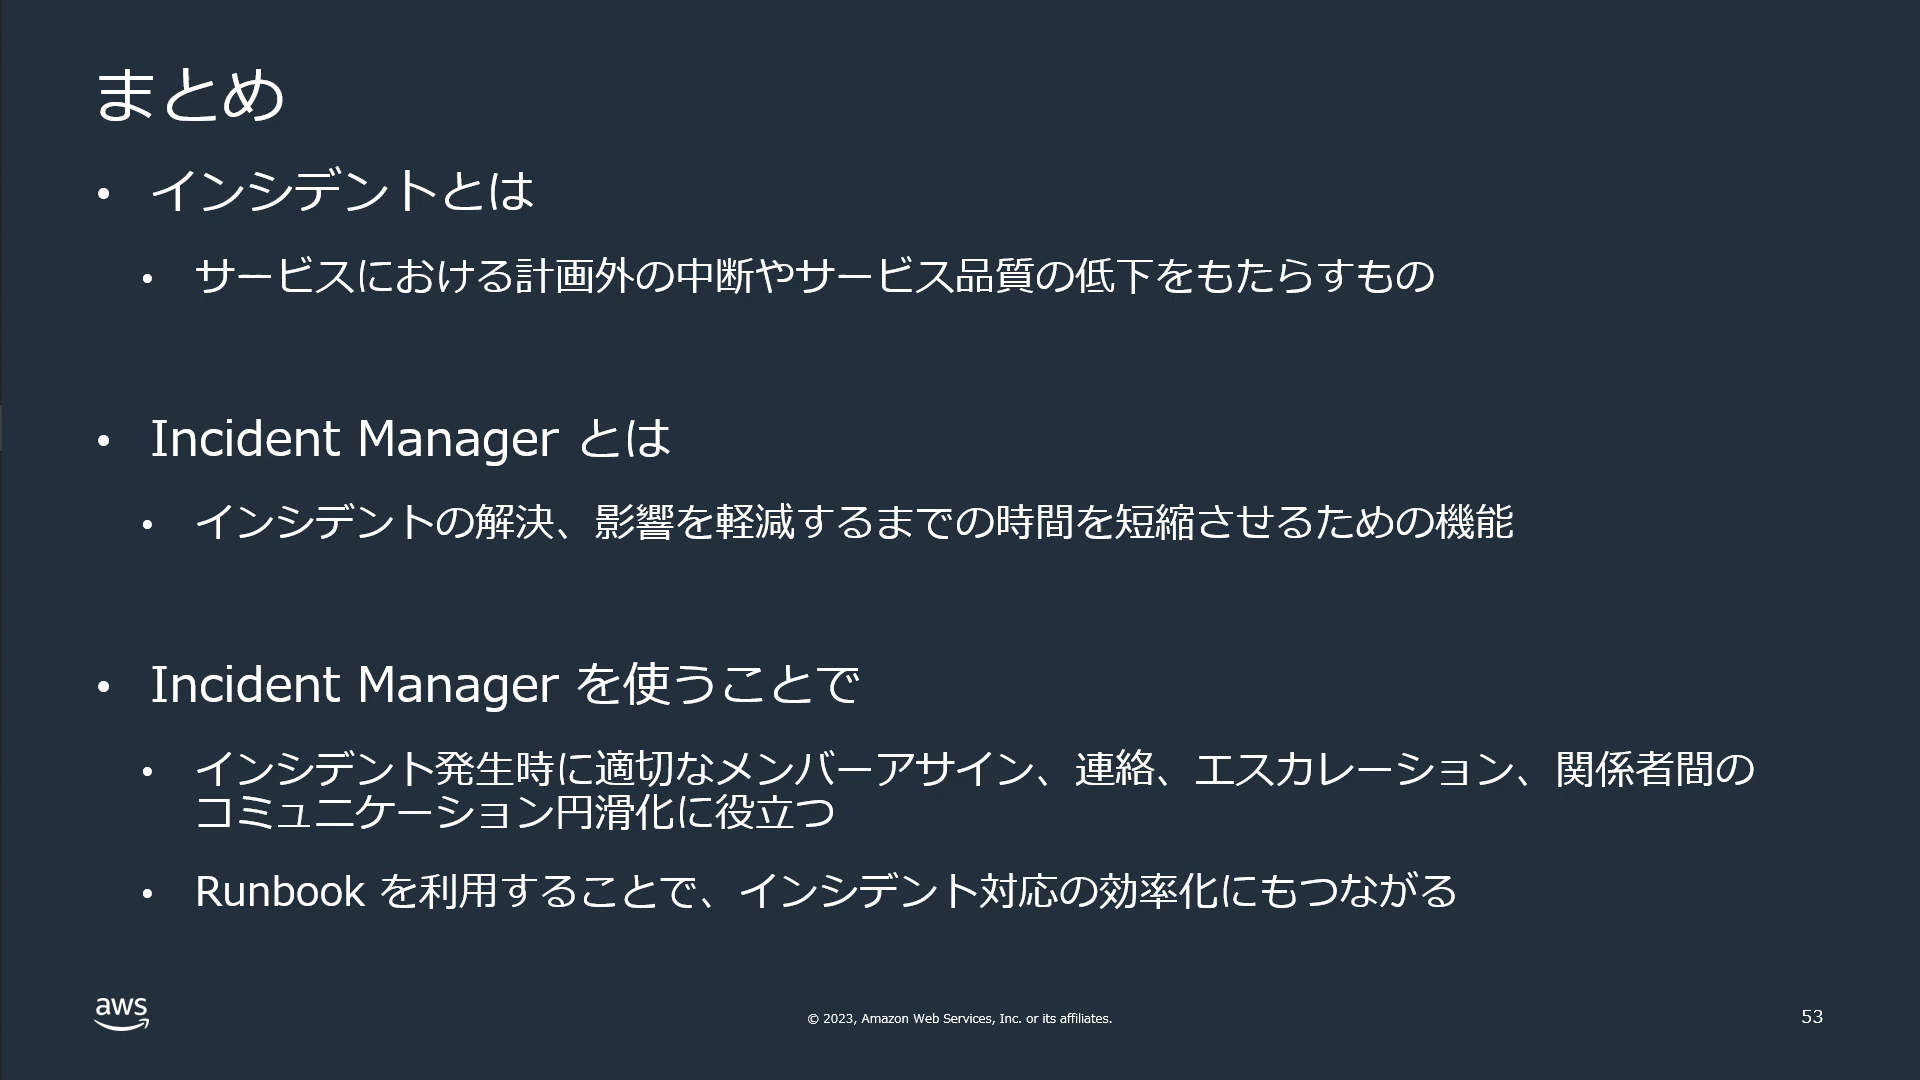 まとめ
• インシデントとは
• サービスにおける計画外の中断やサービス品質の低下をもたらすもの
• Incident Manager とは
• インシデントの解決、影響を軽減するまでの時間を短縮させるための機能
• Incident Manager を使うことで
• インシデント発生時に適切なメンバーアサイン、連絡、エスカレーション、関係者間の
コミュニケーション円滑化に役立つ
• Runbook を利用することで、インシデント対応の効率化にもつながる
aws
© 2023, Amazon Web Services, Inc. or its affiliates.
53